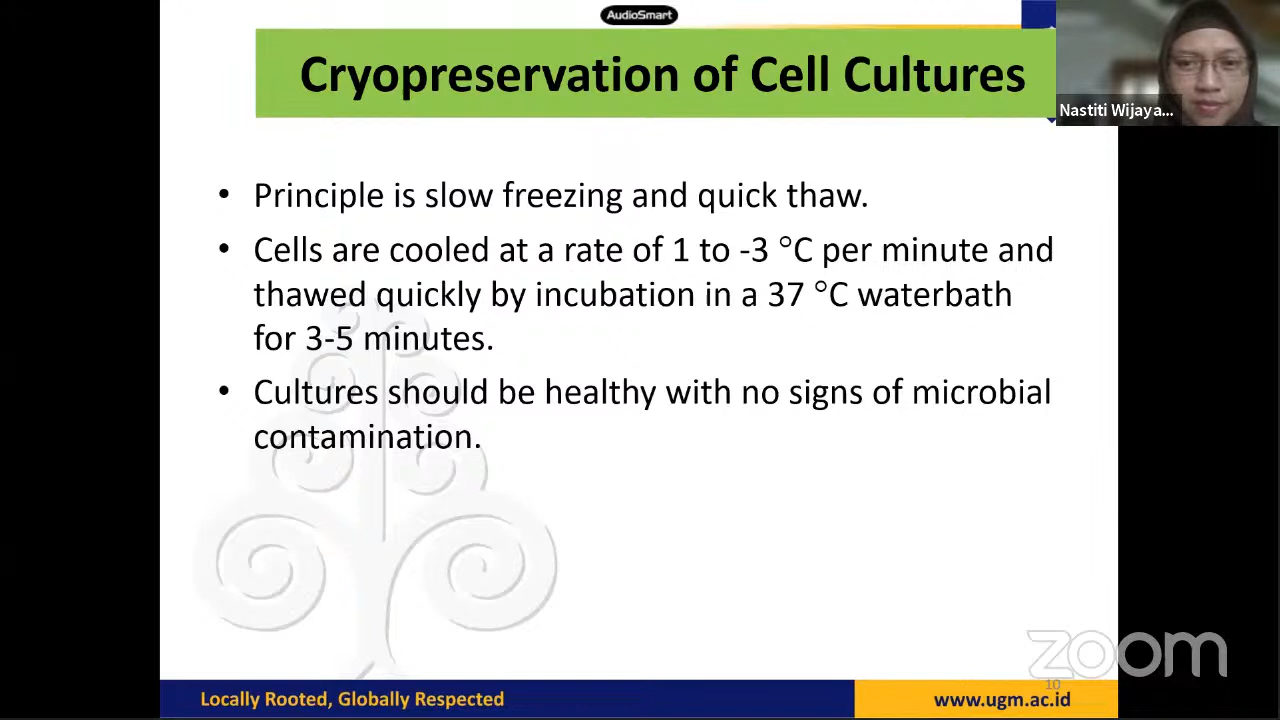 AudioSmart
Cryopreservation of Cell Cultures
Nastiti Wijaya...
• Principle is slow freezing and quick thaw.
• Cells are cooled at a rate of 1 to -3 °C per minute and
thawed quickly by incubation in a 37 °C waterbath
for 3-5 minutes.
• Cultures should be healthy with no signs of microbial
contamination.
zoom
10
Locally Rooted, Globally Respected
www.ugm.ac.id